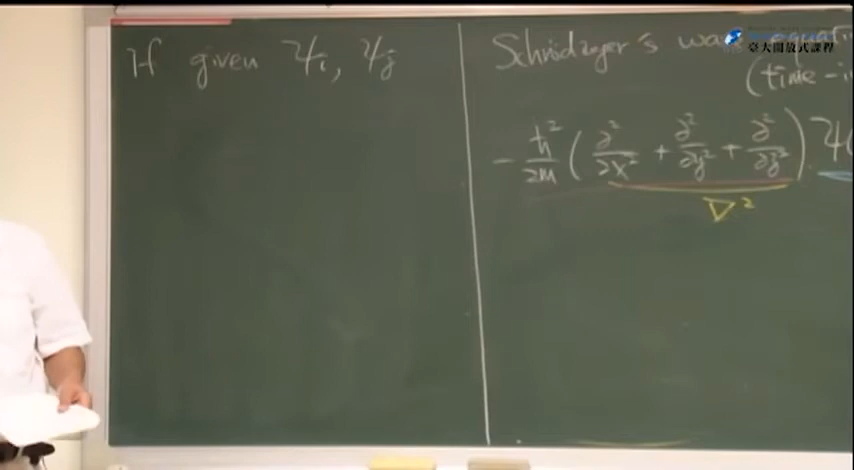 If given Ψi, Ψj
Schrödinger's wave equati
(time-i
-ħ²/2m (∂²/∂x² + ∂²/∂y² + ∂²/∂z²) Ψ(
∇²
臺大開放式課程